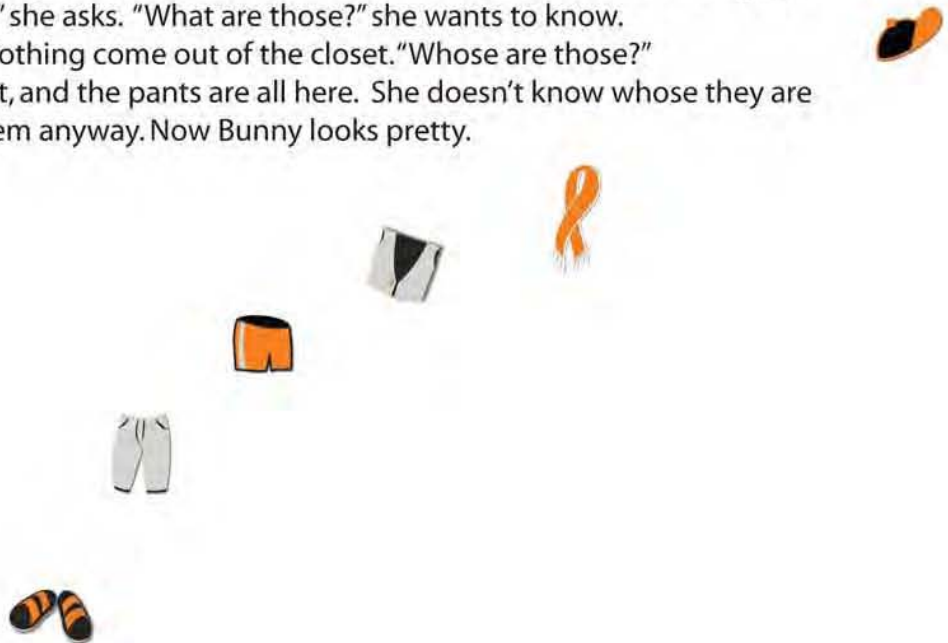 ” she asks. “What are those?” she wants to know.
othing come out of the closet. “Whose are those?”
t, and the pants are all here. She doesn’t know whose they are
em anyway. Now Bunny looks pretty.